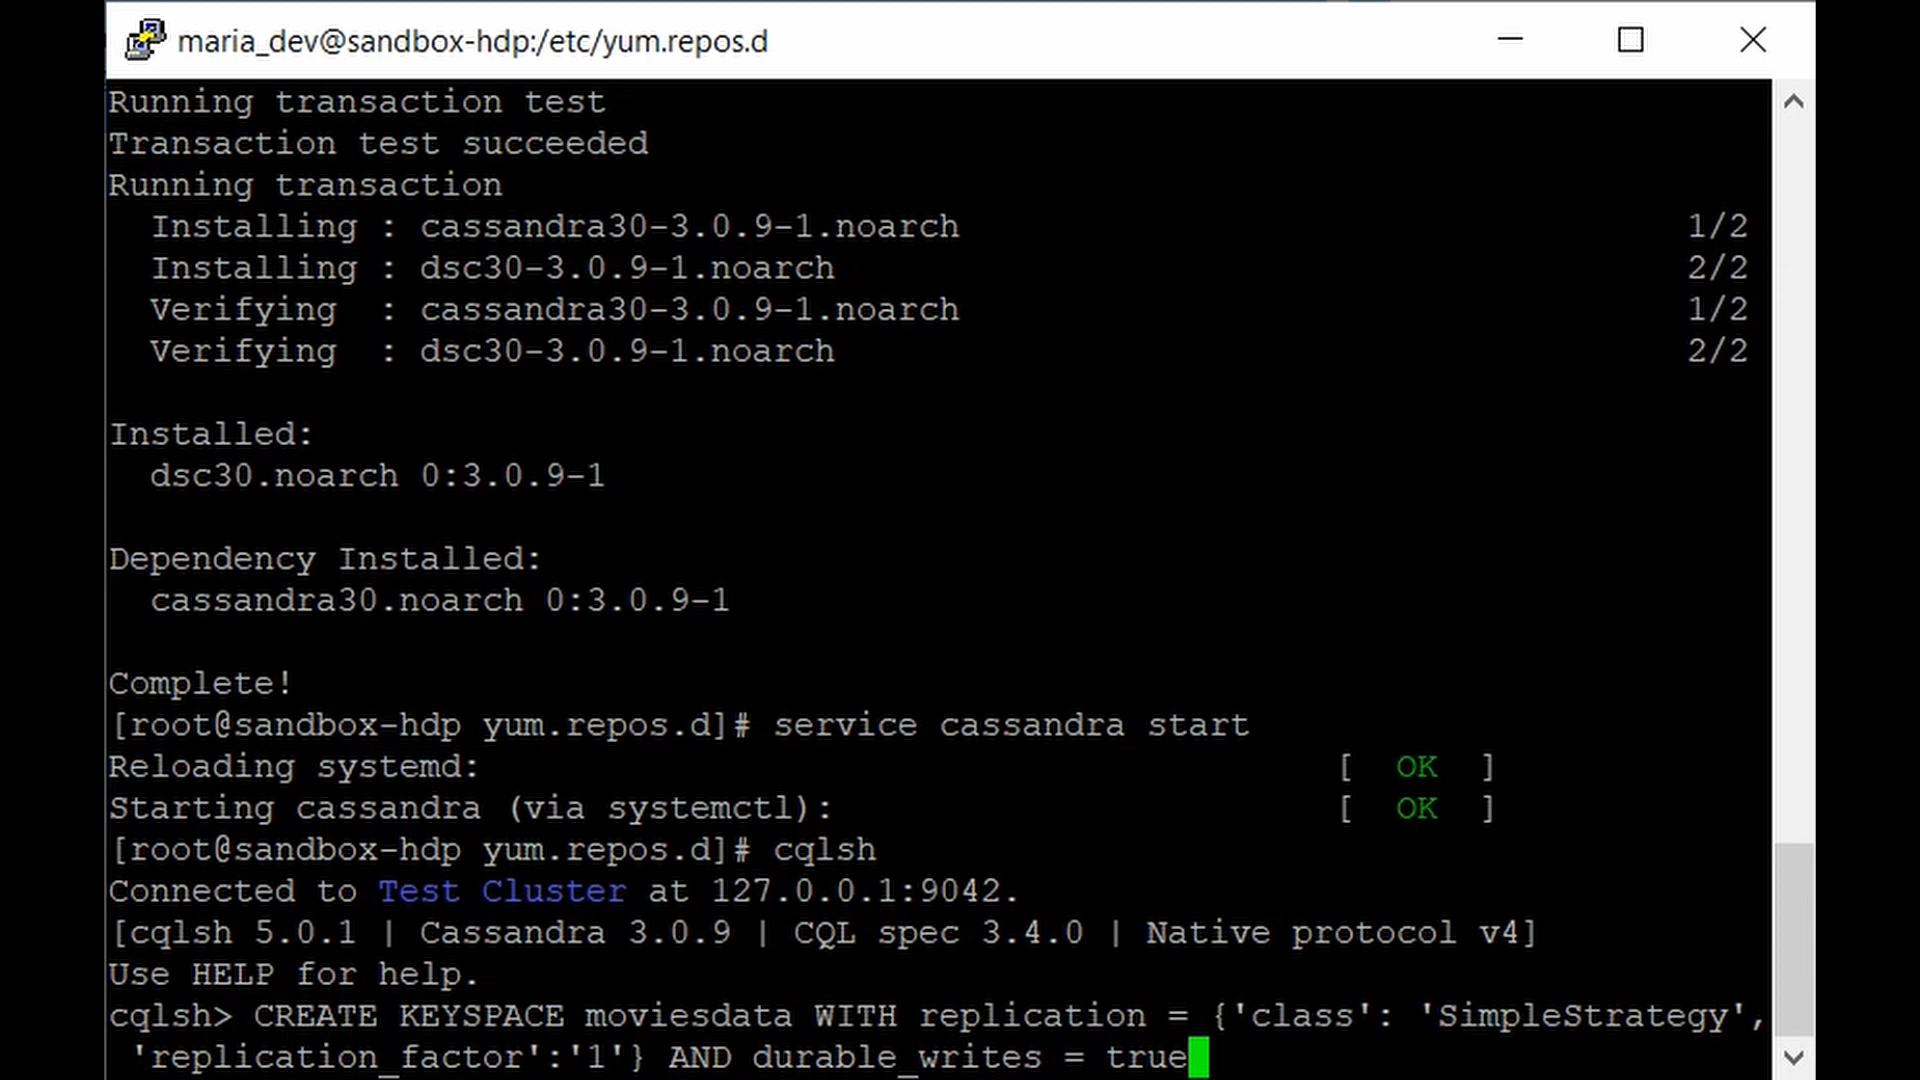 maria_dev@sandbox-hdp:/etc/yum.repos.d
Running transaction test
Transaction test succeeded
Running transaction
  Installing : cassandra30-3.0.9-1.noarch 1/2
  Installing : dsc30-3.0.9-1.noarch 2/2
  Verifying  : cassandra30-3.0.9-1.noarch 1/2
  Verifying  : dsc30-3.0.9-1.noarch 2/2
Installed:
  dsc30.noarch 0:3.0.9-1
Dependency Installed:
  cassandra30.noarch 0:3.0.9-1
Complete!
[root@sandbox-hdp yum.repos.d]# service cassandra start
Reloading systemd: [  OK  ]
Starting cassandra (via systemctl): [  OK  ]
[root@sandbox-hdp yum.repos.d]# cqlsh
Connected to Test Cluster at 127.0.0.1:9042.
[cqlsh 5.0.1 | Cassandra 3.0.9 | CQL spec 3.4.0 | Native protocol v4]
Use HELP for help.
cqlsh> CREATE KEYSPACE moviesdata WITH replication = {'class': 'SimpleStrategy',
 'replication_factor':'1'} AND durable_writes = true